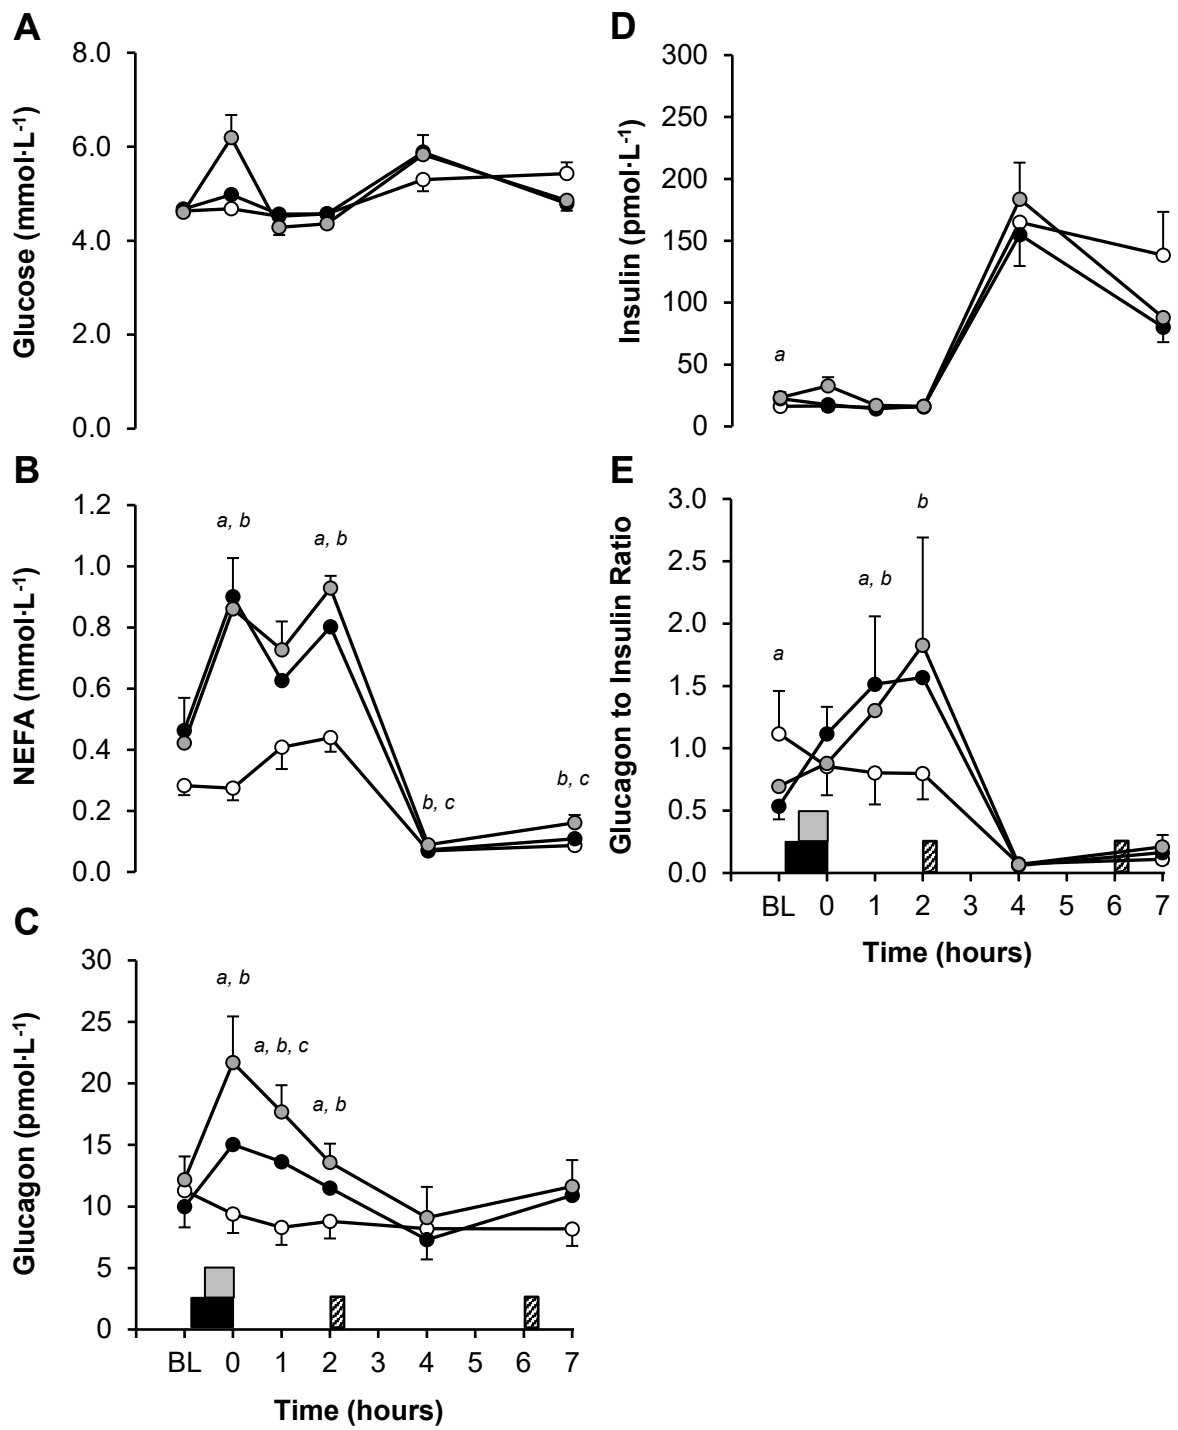 A
Glucose (mmol·L-1)
8.0
6.0
4.0
2.0
0.0
B
NEFA (mmol·L-1)
1.2
1.0
0.8
0.6
0.4
0.2
0.0
a, b
a, b
b, c
b, c
C
Glucagon (pmol·L-1)
30
25
20
15
10
5
0
a, b
a, b, c
a, b
BL 0 1 2 3 4 5 6 7
Time (hours)
D
Insulin (pmol·L-1)
300
250
200
150
100
50
0
a
E
Glucagon to Insulin Ratio
3.0
2.5
2.0
1.5
1.0
0.5
0.0
a
a, b
b
BL 0 1 2 3 4 5 6 7
Time (hours)